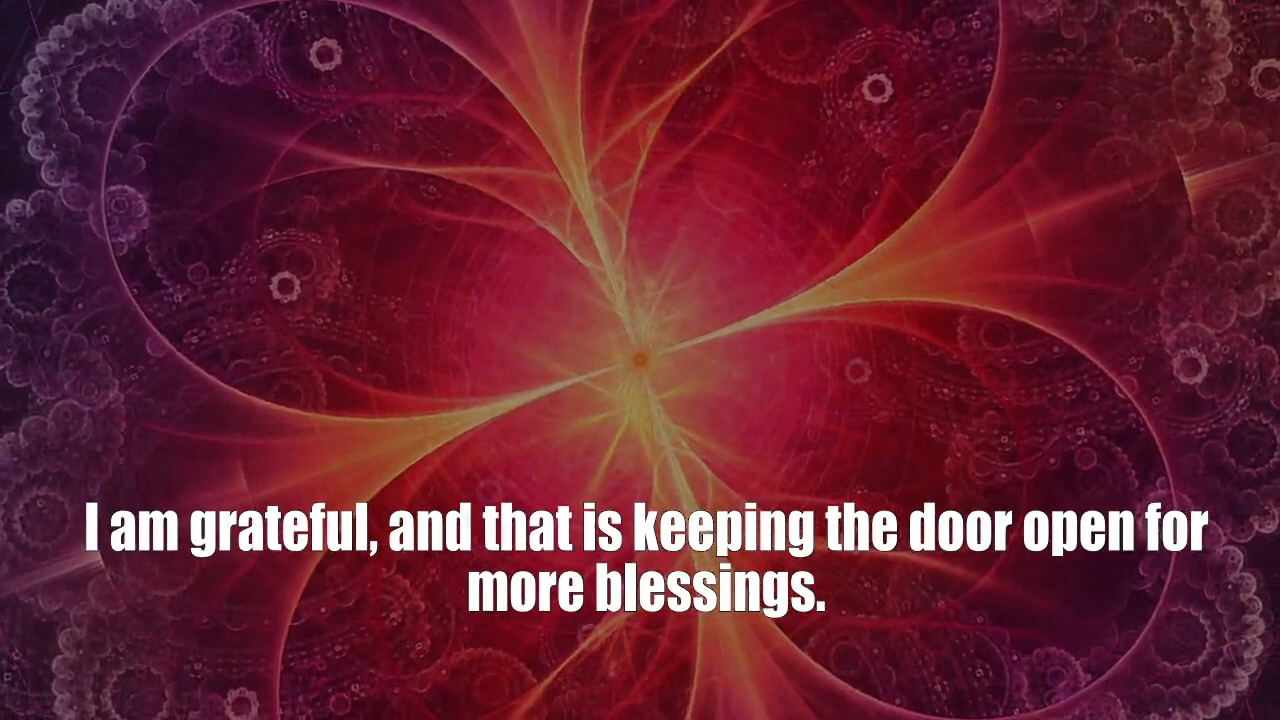 I am grateful, and that is keeping the door open for
more blessings.